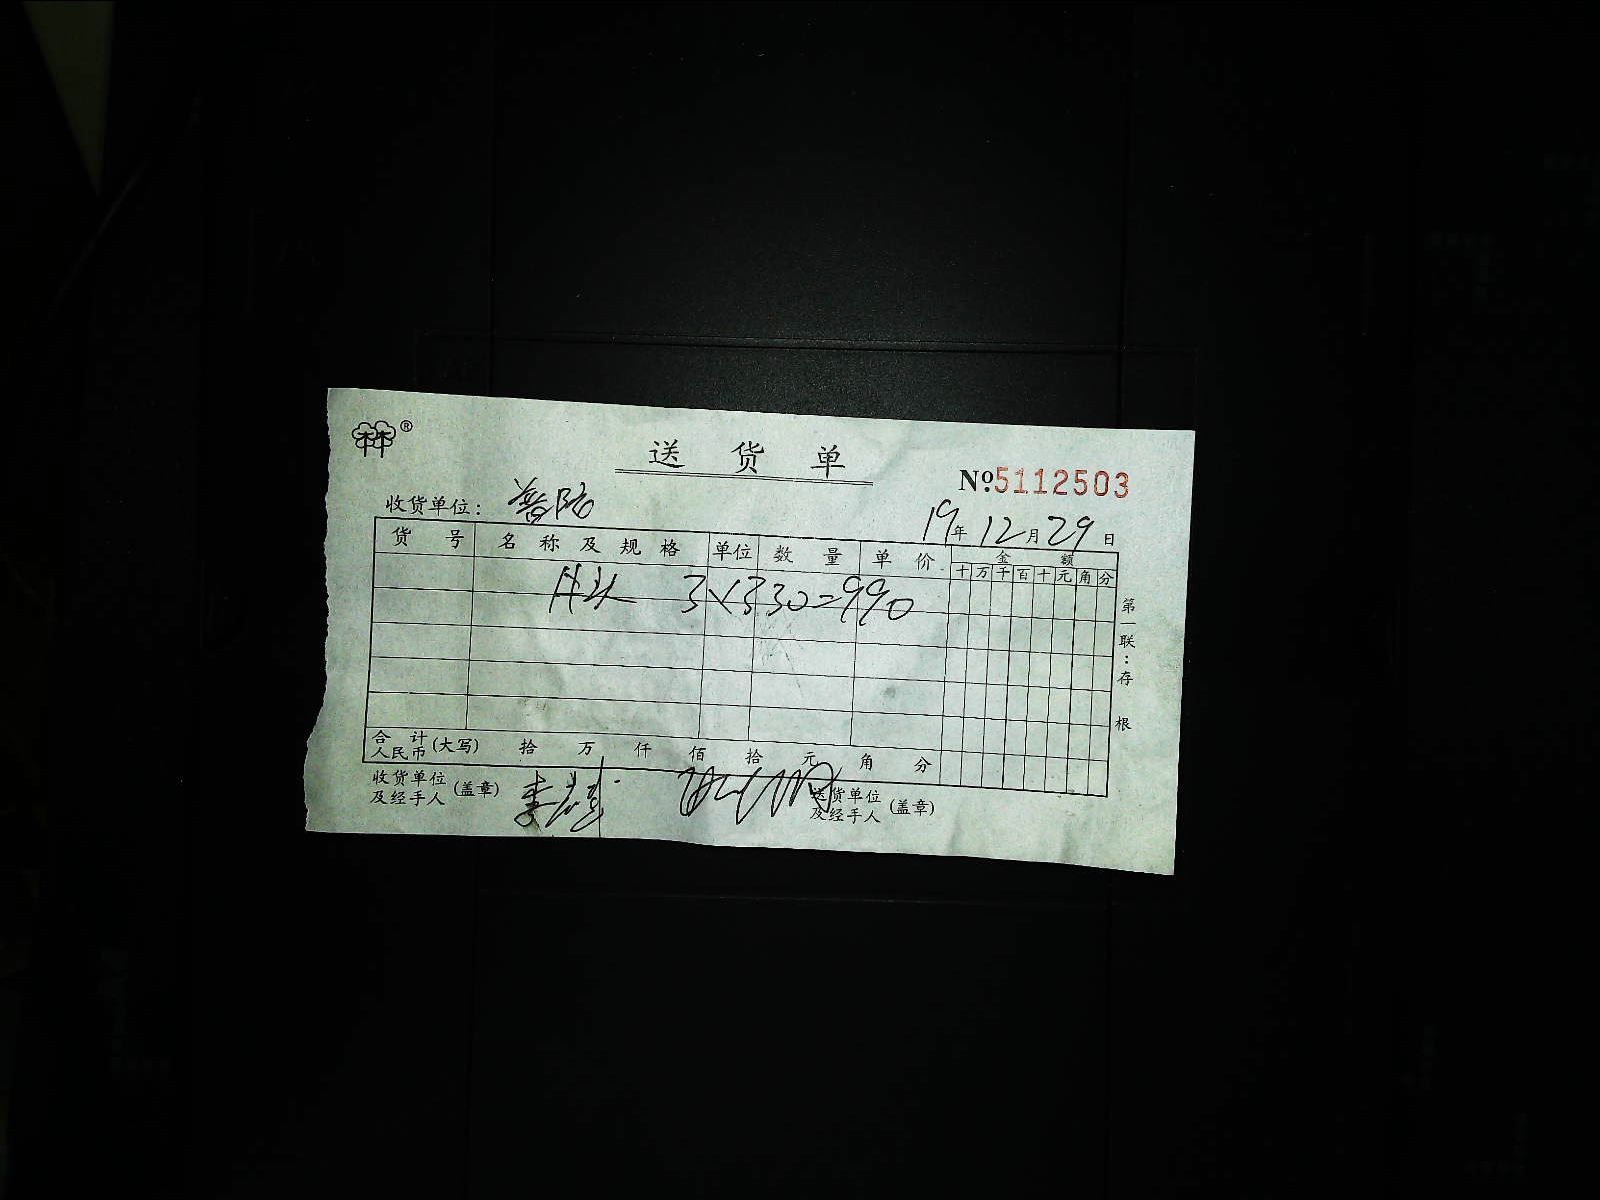 林®
送货单
№5112503
收货单位:
19年12月29日
货号 名称及规格 单位 数量 单价 金额
十万千百十元角分
3×330=990
第一联:存根
合计人民币(大写) 拾 万 仟 佰 拾 元 角 分
收货单位及经手人(盖章) 送货单位及经手人(盖章)